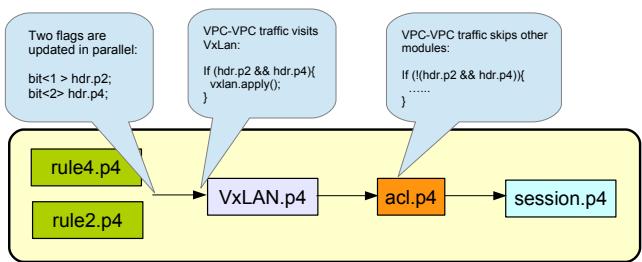 Two flags are
updated in parallel:
bit<1 > hdr.p2;
bit<2> hdr.p4;
VPC-VPC traffic visits
VxLan:
If (hdr.p2 && hdr.p4){
vxlan.apply();
}
VPC-VPC traffic skips other
modules:
If (!(hdr.p2 && hdr.p4)){
…...
}
rule4.p4
rule2.p4
VxLAN.p4
acl.p4
session.p4